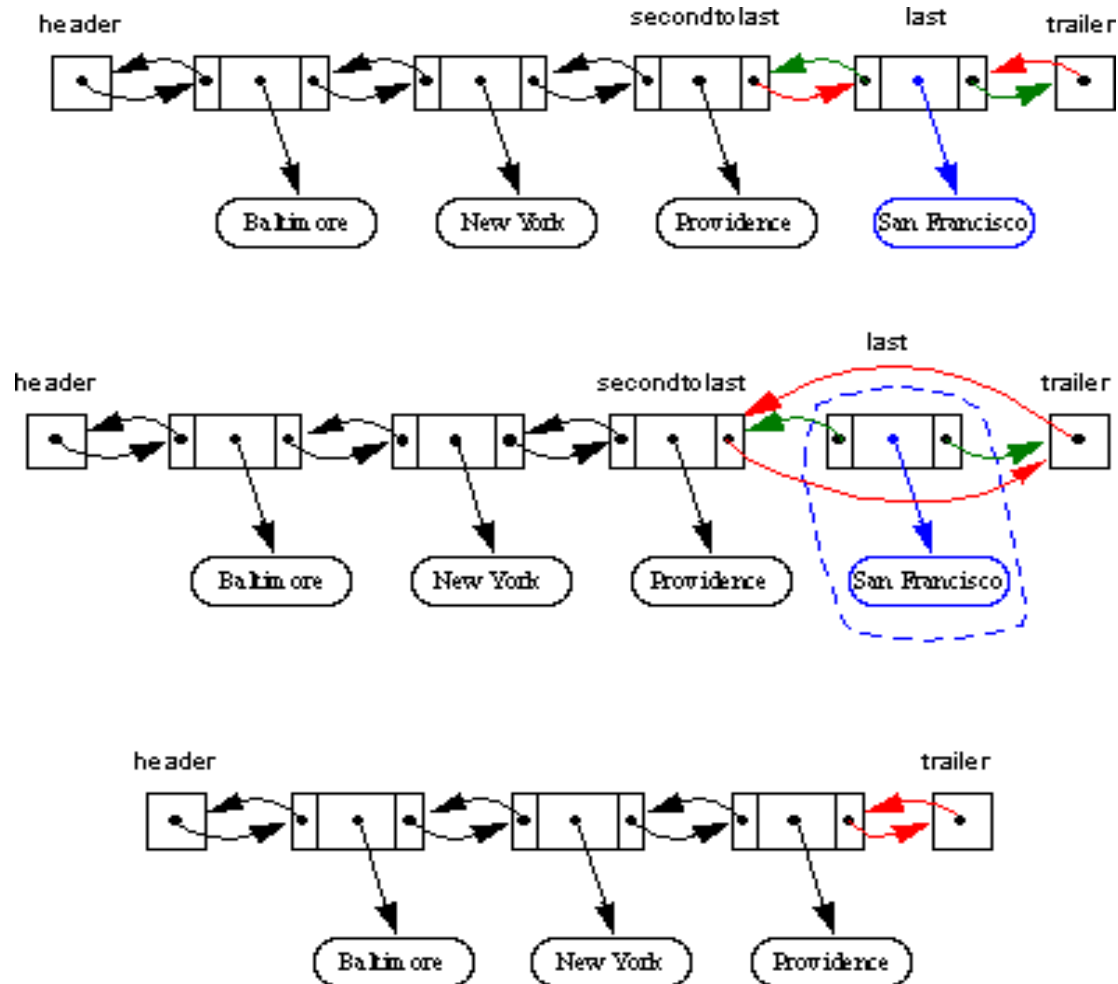 header secondtolast last trailer
Baltimore New York Providence San Francisco
last
header secondtolast trailer
Baltimore New York Providence San Francisco
header trailer
Baltimore New York Providence